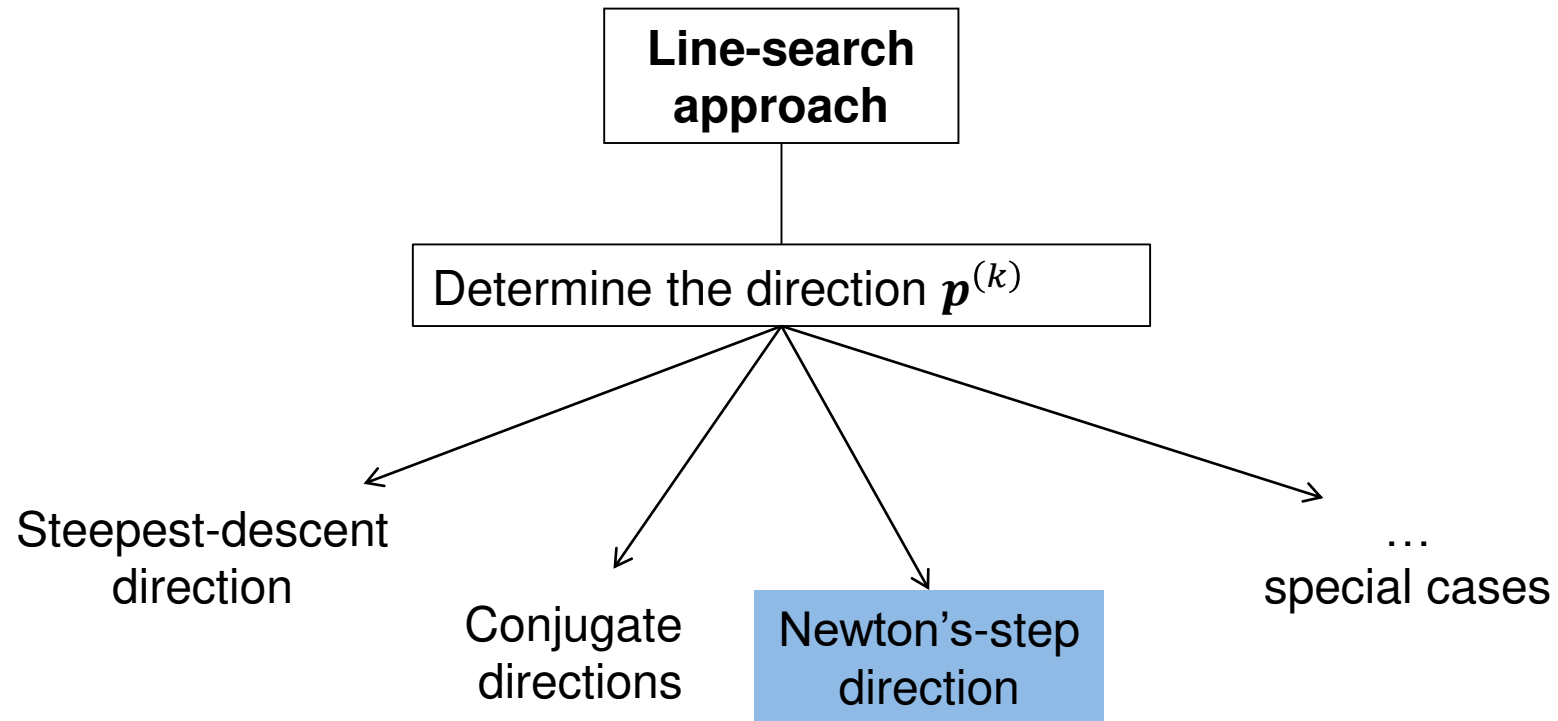 Line-search
approach
Determine the direction 𝒑⁽ᵏ⁾
Steepest-descent
direction
Conjugate
directions
Newton’s-step
direction
…
special cases